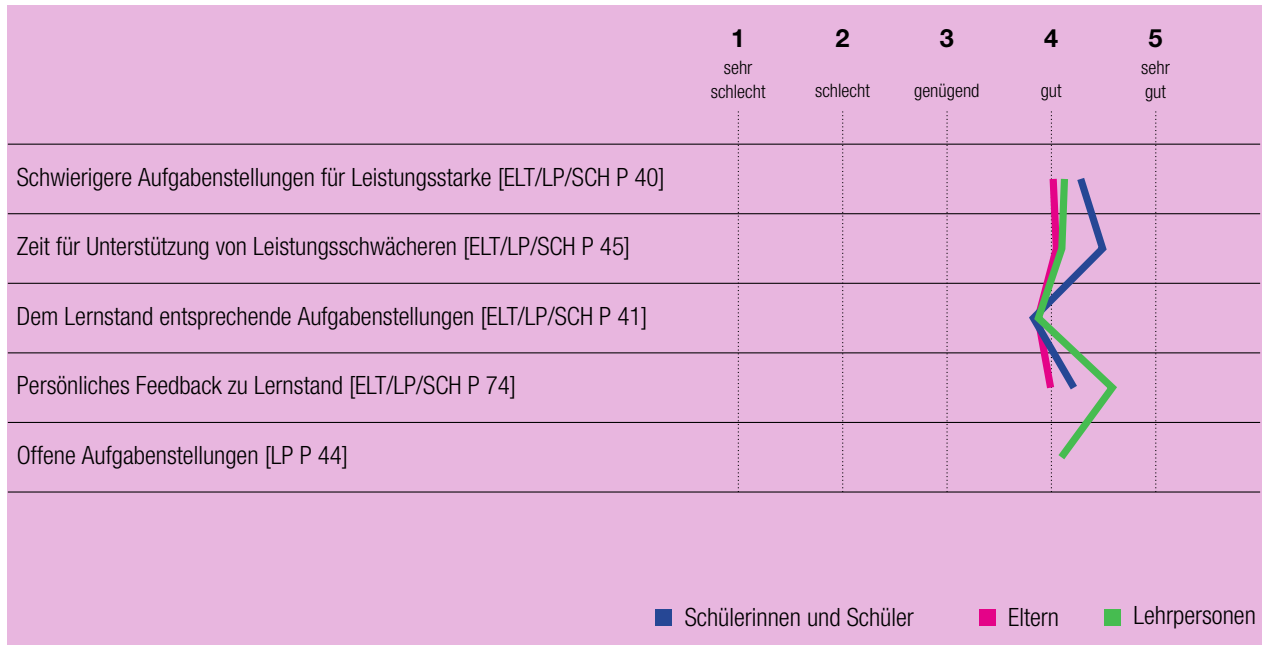 1 2 3 4 5
sehr schlecht schlecht genügend gut sehr gut
Schwierigere Aufgabenstellungen für Leistungsstarke [ELT/LP/SCH P 40]
Zeit für Unterstützung von Leistungsschwächeren [ELT/LP/SCH P 45]
Dem Lernstand entsprechende Aufgabenstellungen [ELT/LP/SCH P 41]
Persönliches Feedback zu Lernstand [ELT/LP/SCH P 74]
Offene Aufgabenstellungen [LP P 44]
Schülerinnen und Schüler Eltern Lehrpersonen